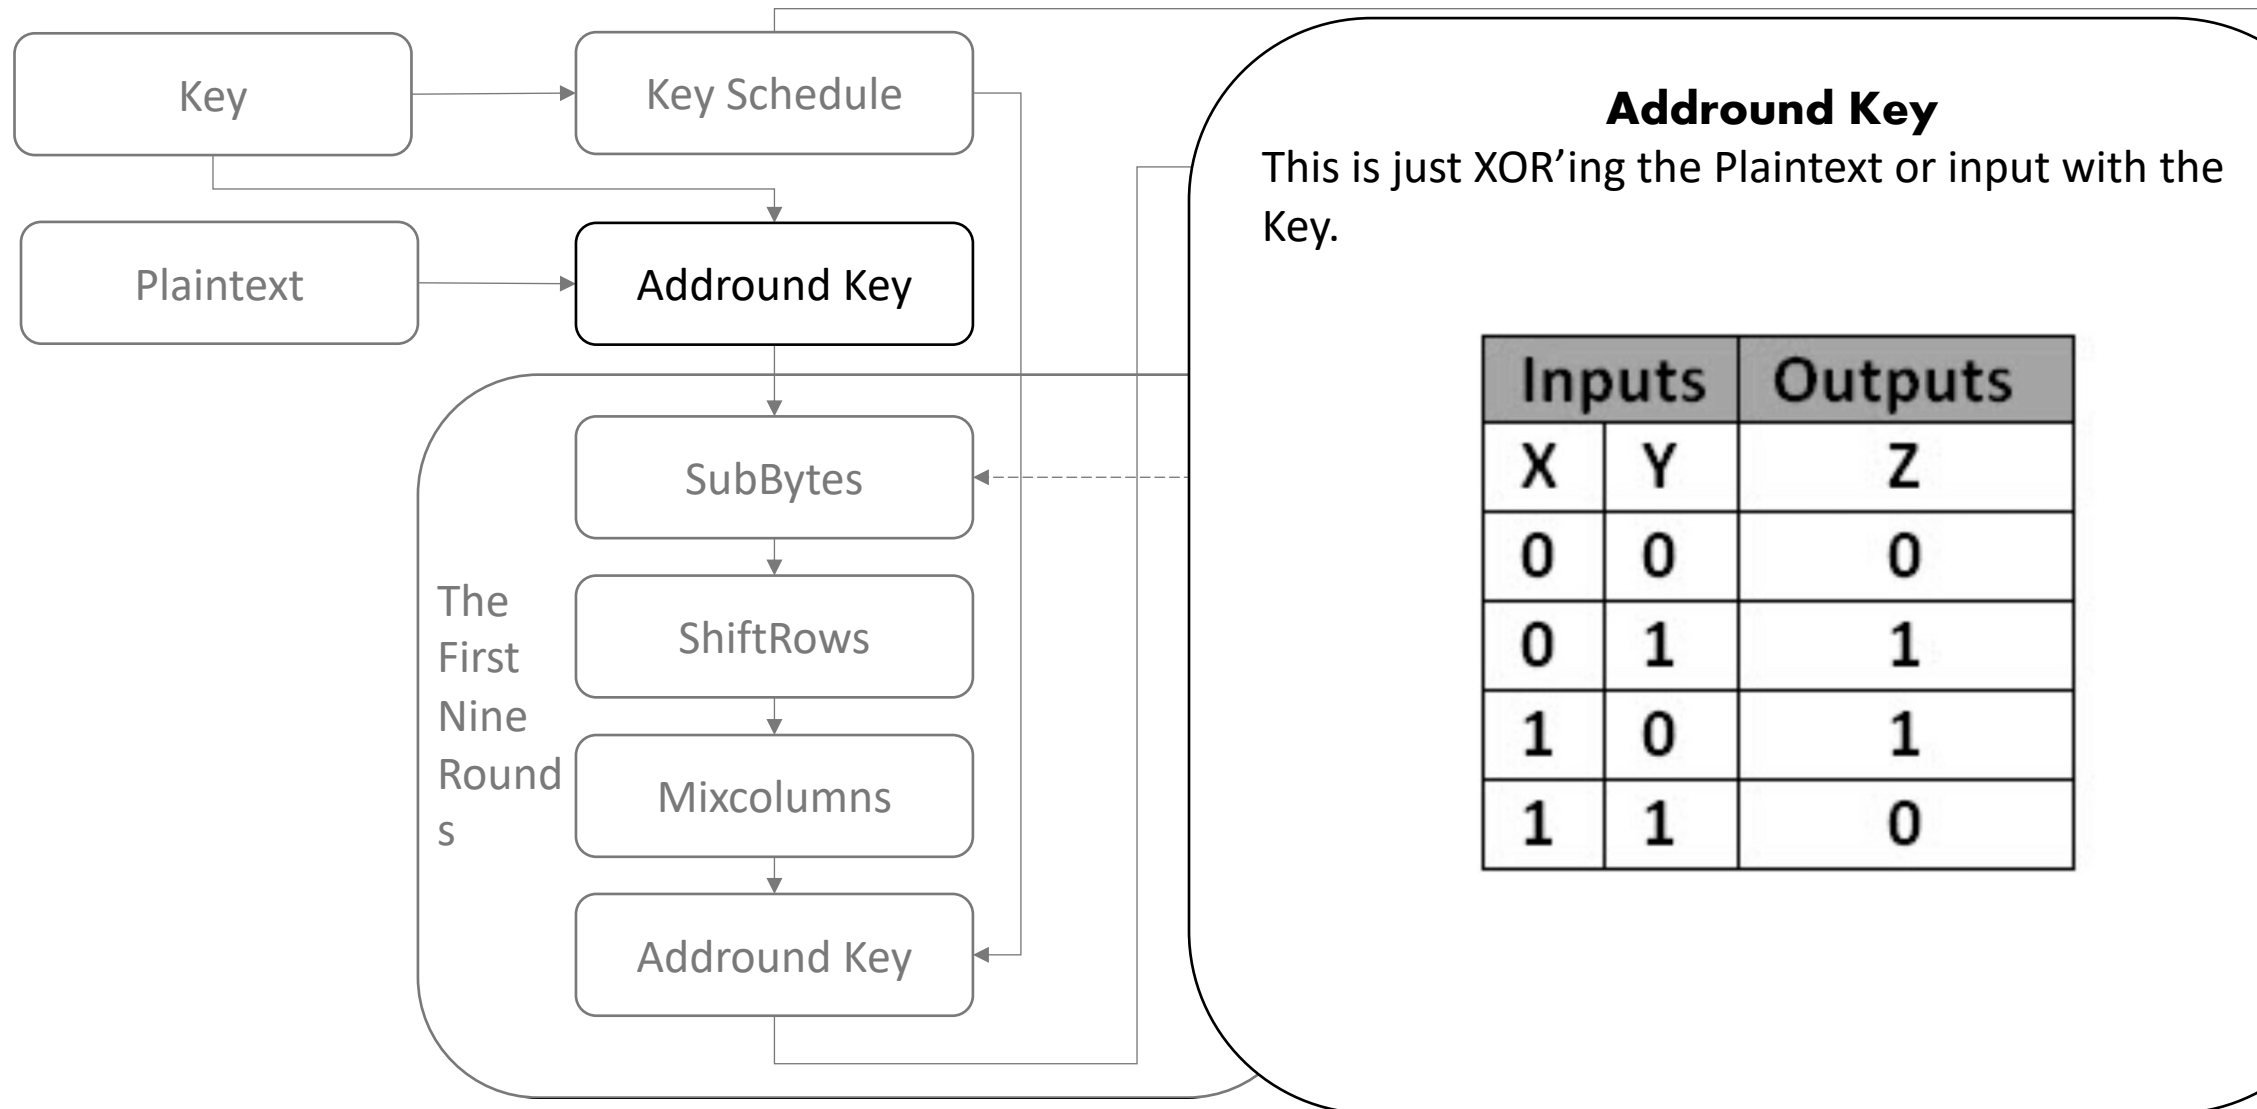 Key
Key Schedule
Plaintext
Addround Key
SubBytes
ShiftRows
Mixcolumns
Addround Key
The
First
Nine
Round
s
Addround Key
This is just XOR’ing the Plaintext or input with the
Key.
Inputs Outputs
X Y Z
0 0 0
0 1 1
1 0 1
1 1 0